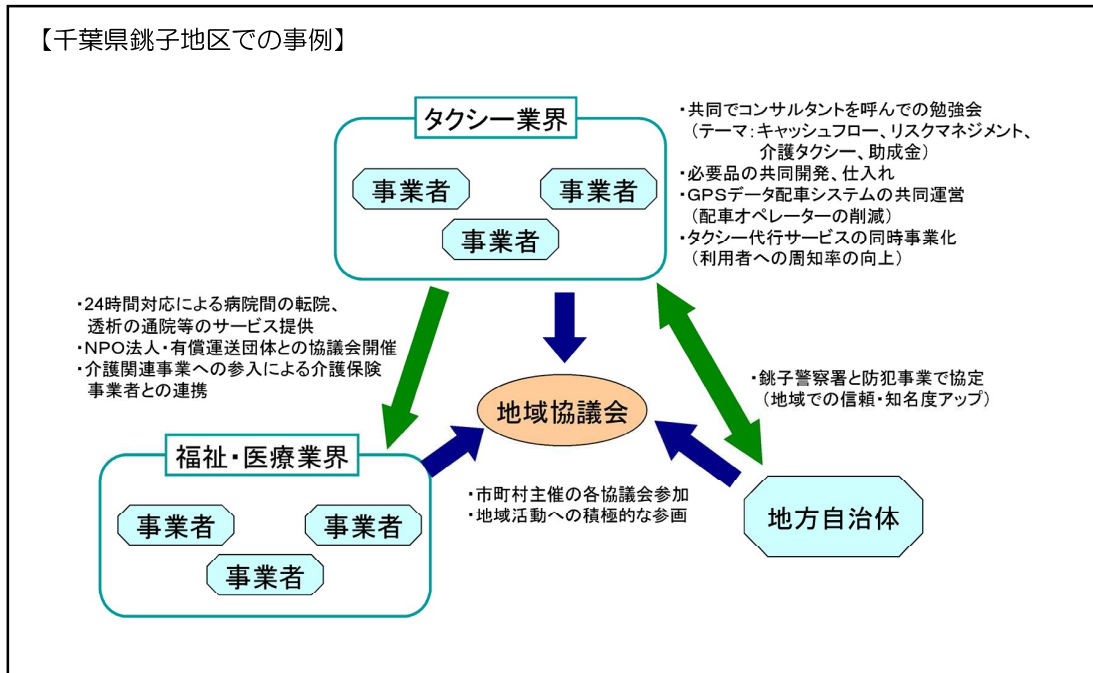 【千葉県銚子地区での事例】
タクシー業界
事業者
事業者
事業者
・共同でコンサルタントを呼んでの勉強会
(テーマ:キャッシュフロー、リスクマネジメント、
介護タクシー、助成金)
・必要品の共同開発、仕入れ
・GPSデータ配車システムの共同運営
(配車オペレーターの削減)
・タクシー代行サービスの同時事業化
(利用者への周知率の向上)
・24時間対応による病院間の転院、
透析の通院等のサービス提供
・NPO法人・有償運送団体との協議会開催
・介護関連事業への参入による介護保険
事業者との連携
地域協議会
・銚子警察署と防犯事業で協定
(地域での信頼・知名度アップ)
福祉・医療業界
事業者
事業者
事業者
・市町村主催の各協議会参加
・地域活動への積極的な参画
地方自治体